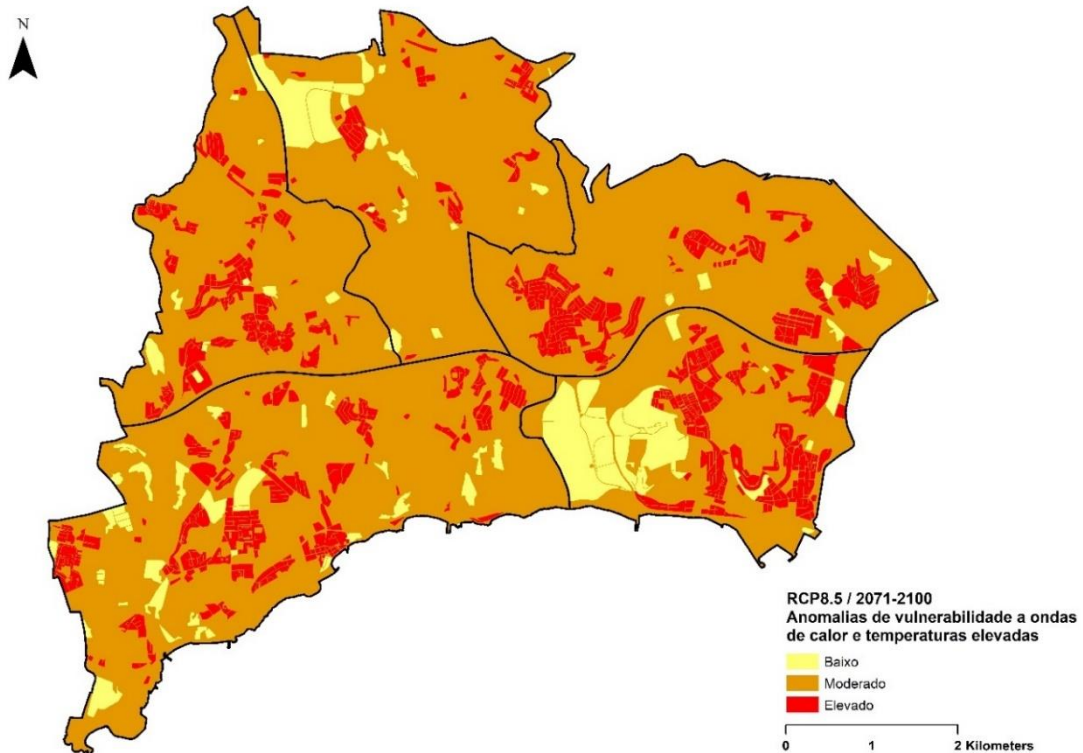 N
RCP8.5 / 2071-2100
Anomalias de vulnerabilidade a ondas
de calor e temperaturas elevadas
Baixo
Moderado
Elevado
0 1 2 Kilometers